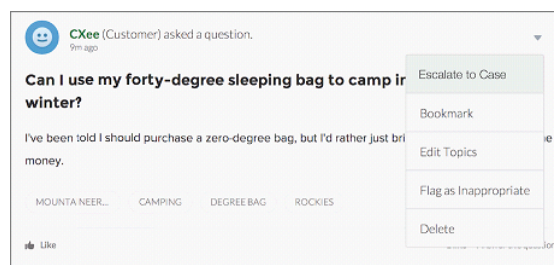 CXee (Customer) asked a question.
9m ago
Can I use my forty-degree sleeping bag to camp in
winter?
I've been told I should purchase a zero-degree bag, but I'd rather just bri
money.
MOUNTA NEER... CAMPING DEGREE BAG ROCKIES
Like
Escalate to Case
Bookmark
Edit Topics
Flag as Inappropriate
Delete